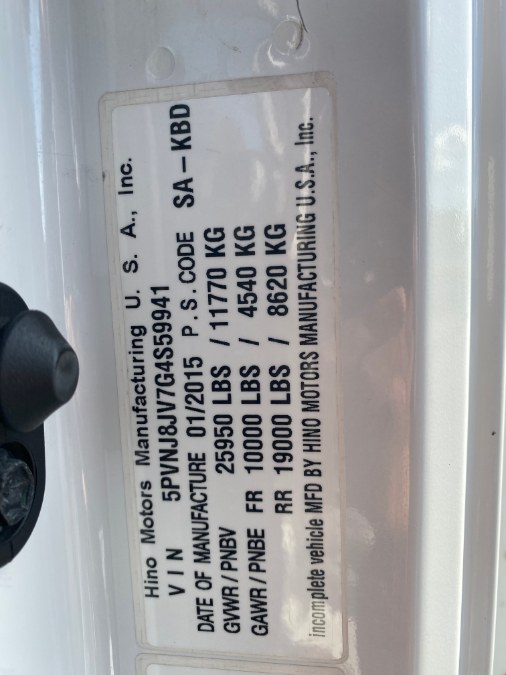 Hino Motors Manufacturing U. S. A., Inc.
V I N 5PVNJ8JV7G4S59941
DATE OF MANUFACTURE 01/2015 P. S. CODE SA – KBD
GVWR / PNBV 25950 LBS / 11770 KG
GAWR / PNBE FR 10000 LBS / 4540 KG
RR 19000 LBS / 8620 KG
incomplete vehicle MFD BY HINO MOTORS MANUFACTURING U.S.A., Inc.